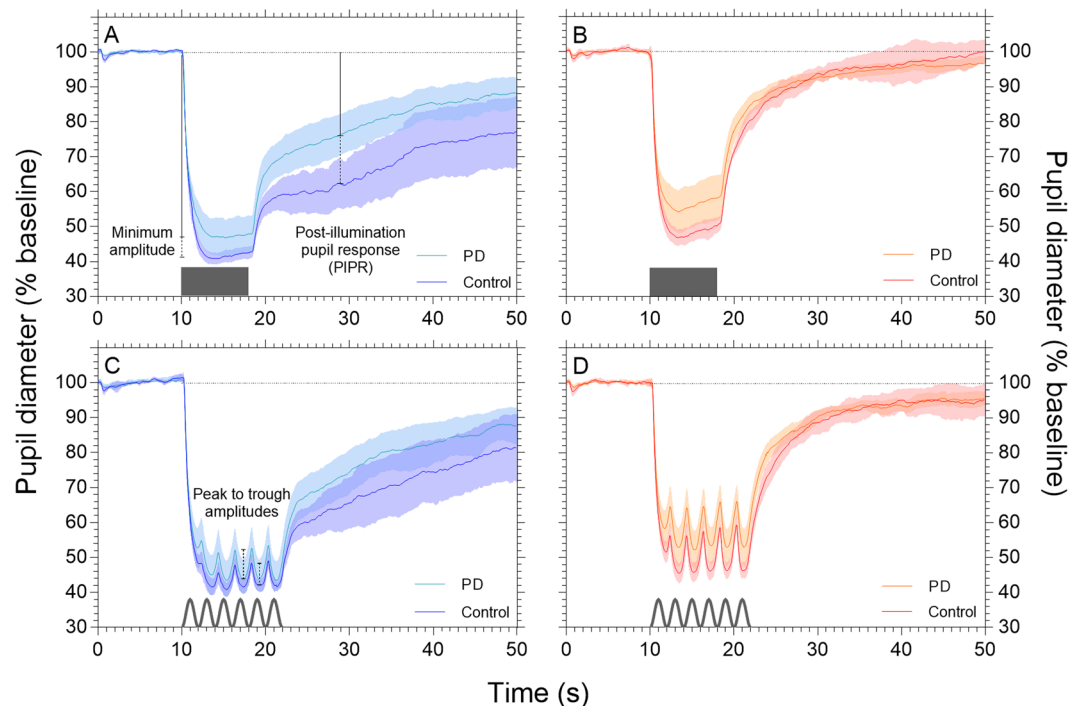 A
100
90
80
70
60
50
40
30
Minimum
amplitude
Post-illumination
pupil response
(PIPR)
PD
Control
0
10
20
30
40
50
B
100
90
80
70
60
50
40
30
PD
Control
0
10
20
30
40
50
C
100
90
80
70
60
50
40
30
Peak to trough
amplitudes
PD
Control
0
10
20
30
40
50
D
100
90
80
70
60
50
40
30
PD
Control
0
10
20
30
40
50
Pupil diameter (% baseline)
Pupil diameter (% baseline)
Time (s)